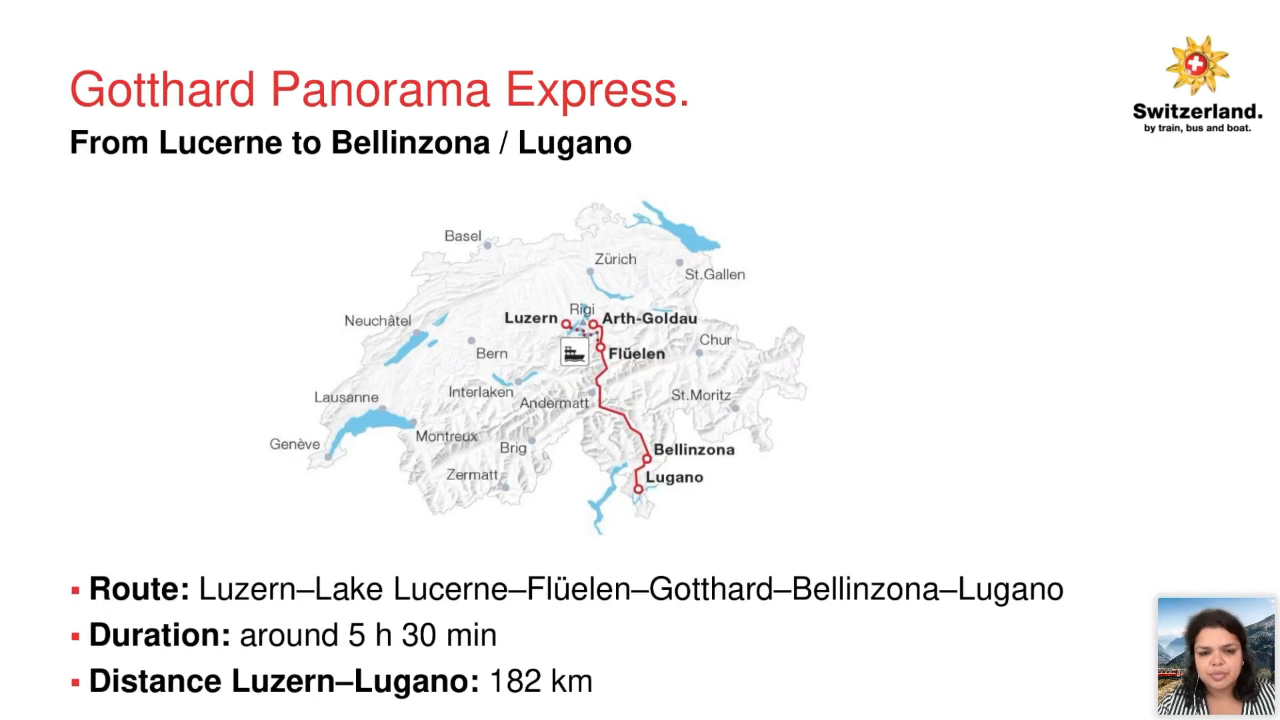 Gotthard Panorama Express.
From Lucerne to Bellinzona / Lugano
Switzerland.
by train, bus and boat.
Basel
Zürich
St.Gallen
Rigi
Luzern
Arth-Goldau
Neuchâtel
Chur
Bern
Flüelen
Interlaken
Lausanne
Andermatt
St.Moritz
Genève
Montreux
Brig
Bellinzona
Zermatt
Lugano
▪ Route: Luzern–Lake Lucerne–Flüelen–Gotthard–Bellinzona–Lugano
▪ Duration: around 5 h 30 min
▪ Distance Luzern–Lugano: 182 km